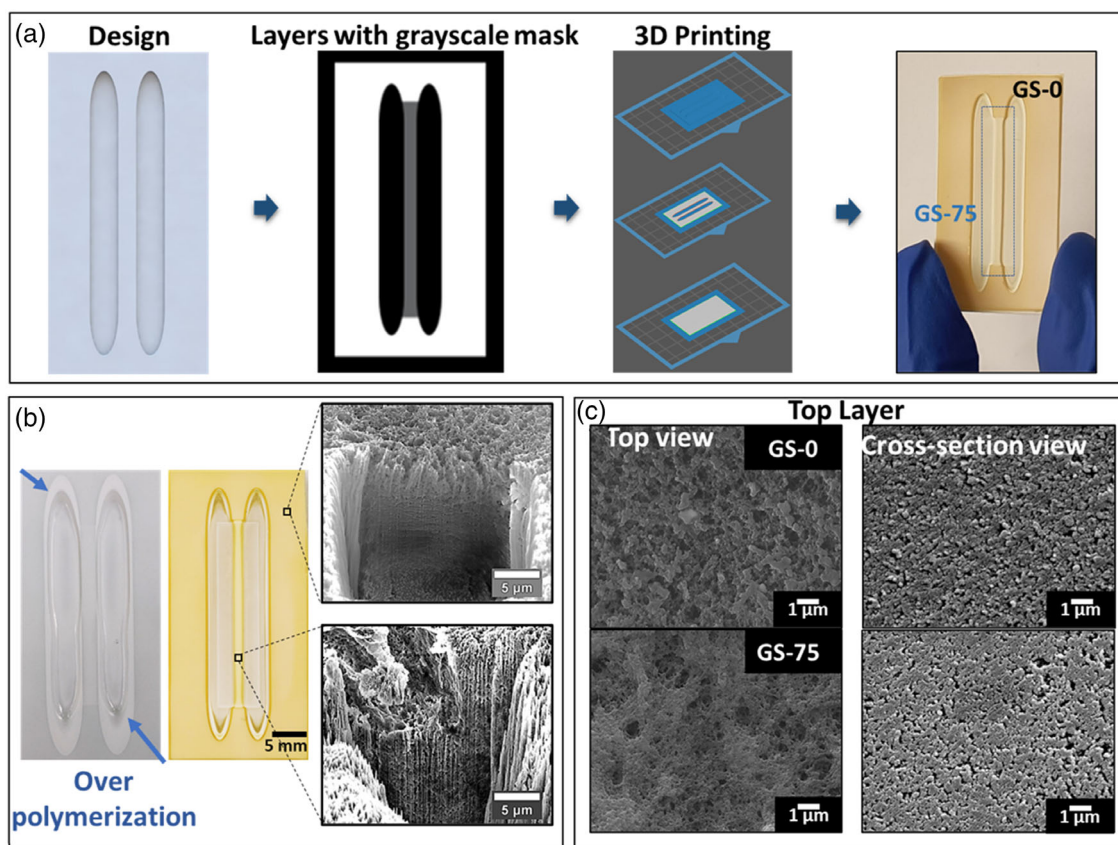 (a)
Design
Layers with grayscale mask
3D Printing
GS-0
GS-75
(b)
5 µm
5 µm
5 mm
Over
polymerization
(c)
Top Layer
Top view
GS-0
Cross-section view
1 µm
1 µm
GS-75
1 µm
1 µm